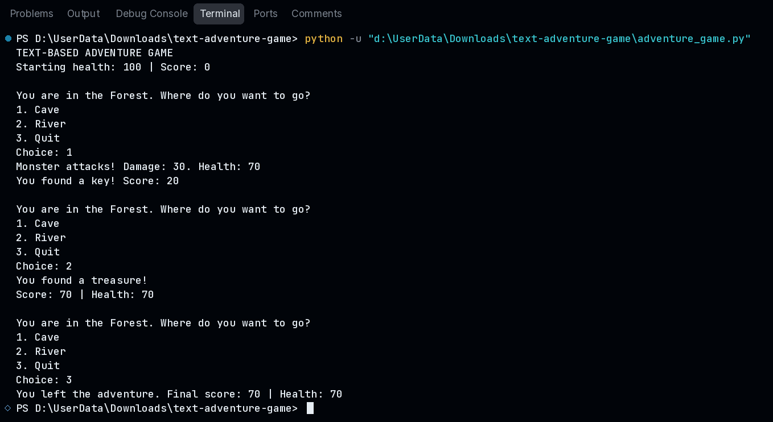 Problems Output Debug Console Terminal Ports Comments
PS D:\UserData\Downloads\text-adventure-game> python -u "d:\UserData\Downloads\text-adventure-game\adventure_game.py"
TEXT-BASED ADVENTURE GAME
Starting health: 100 | Score: 0
You are in the Forest. Where do you want to go?
1. Cave
2. River
3. Quit
Choice: 1
Monster attacks! Damage: 30. Health: 70
You found a key! Score: 20
You are in the Forest. Where do you want to go?
1. Cave
2. River
3. Quit
Choice: 2
You found a treasure!
Score: 70 | Health: 70
You are in the Forest. Where do you want to go?
1. Cave
2. River
3. Quit
Choice: 3
You left the adventure. Final score: 70 | Health: 70
PS D:\UserData\Downloads\text-adventure-game>